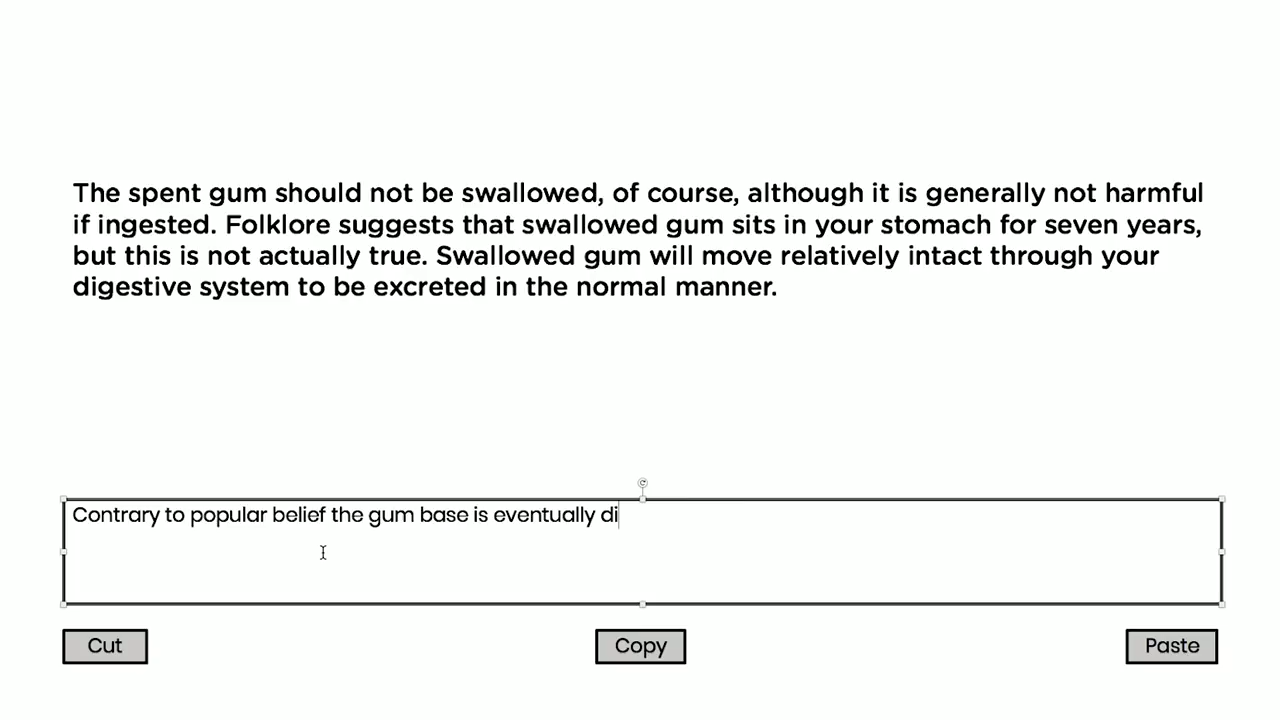 The spent gum should not be swallowed, of course, although it is generally not harmful
if ingested. Folklore suggests that swallowed gum sits in your stomach for seven years,
but this is not actually true. Swallowed gum will move relatively intact through your
digestive system to be excreted in the normal manner.
Contrary to popular belief the gum base is eventually di
Cut
Copy
Paste